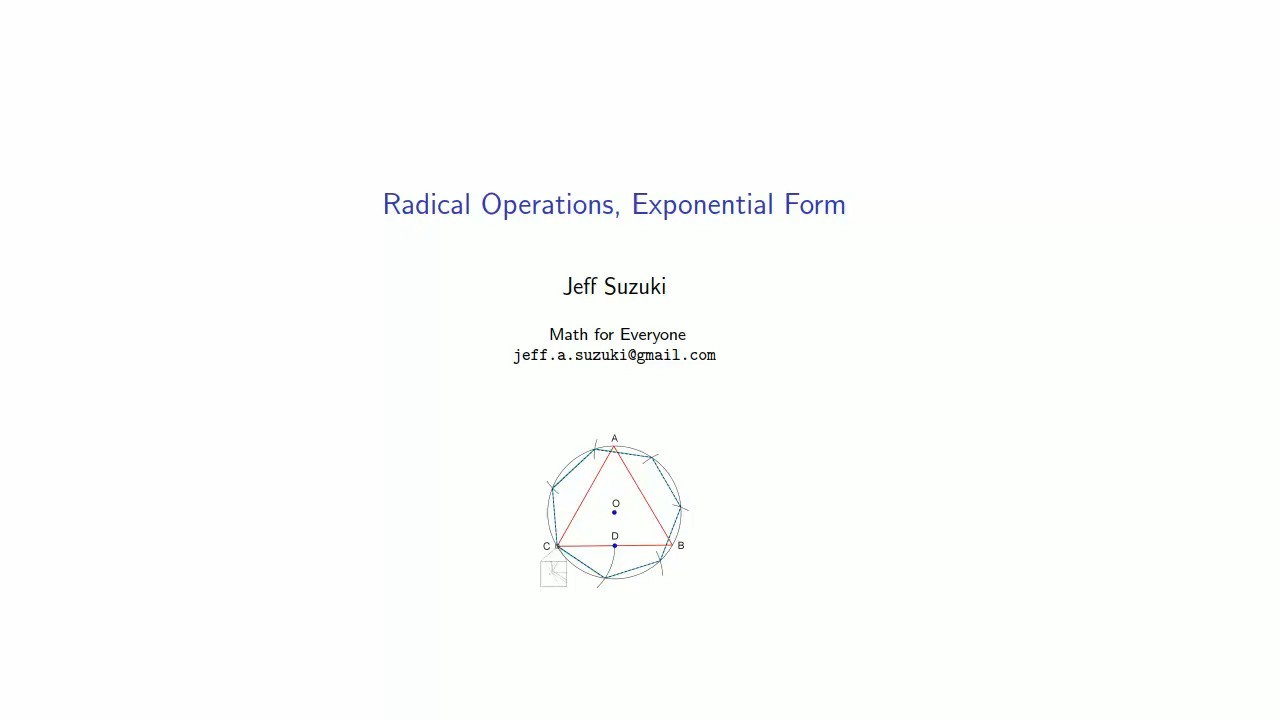 Radical Operations, Exponential Form
Jeff Suzuki
Math for Everyone
jeff.a.suzuki@gmail.com
A
O
D
C
B